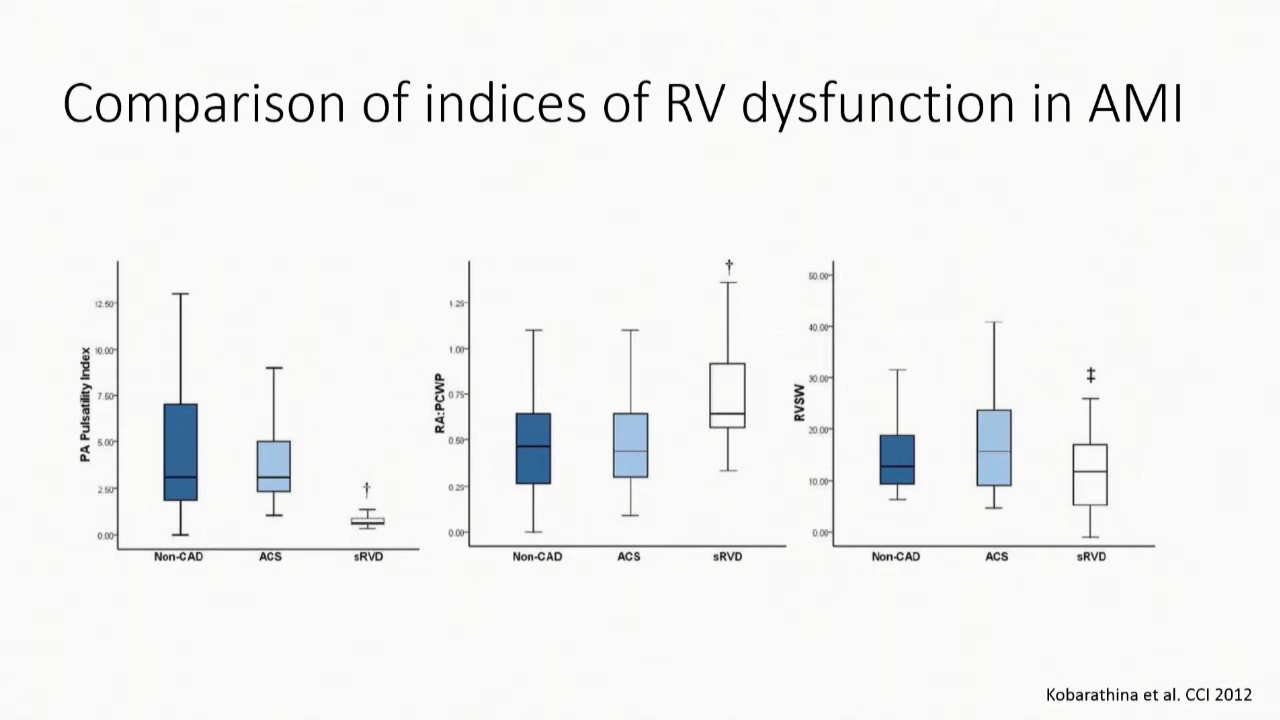 Comparison of indices of RV dysfunction in AMI
PA Pulsatility Index
12.50
10.00
7.50
5.00
2.50
0.00
Non-CAD ACS sRVD
†
RA:PCWP
1.25
1.00
0.75
0.50
0.25
0.00
Non-CAD ACS sRVD
†
RVSW
50.00
40.00
30.00
20.00
10.00
0.00
Non-CAD ACS sRVD
‡
Kobarathina et al. CCI 2012